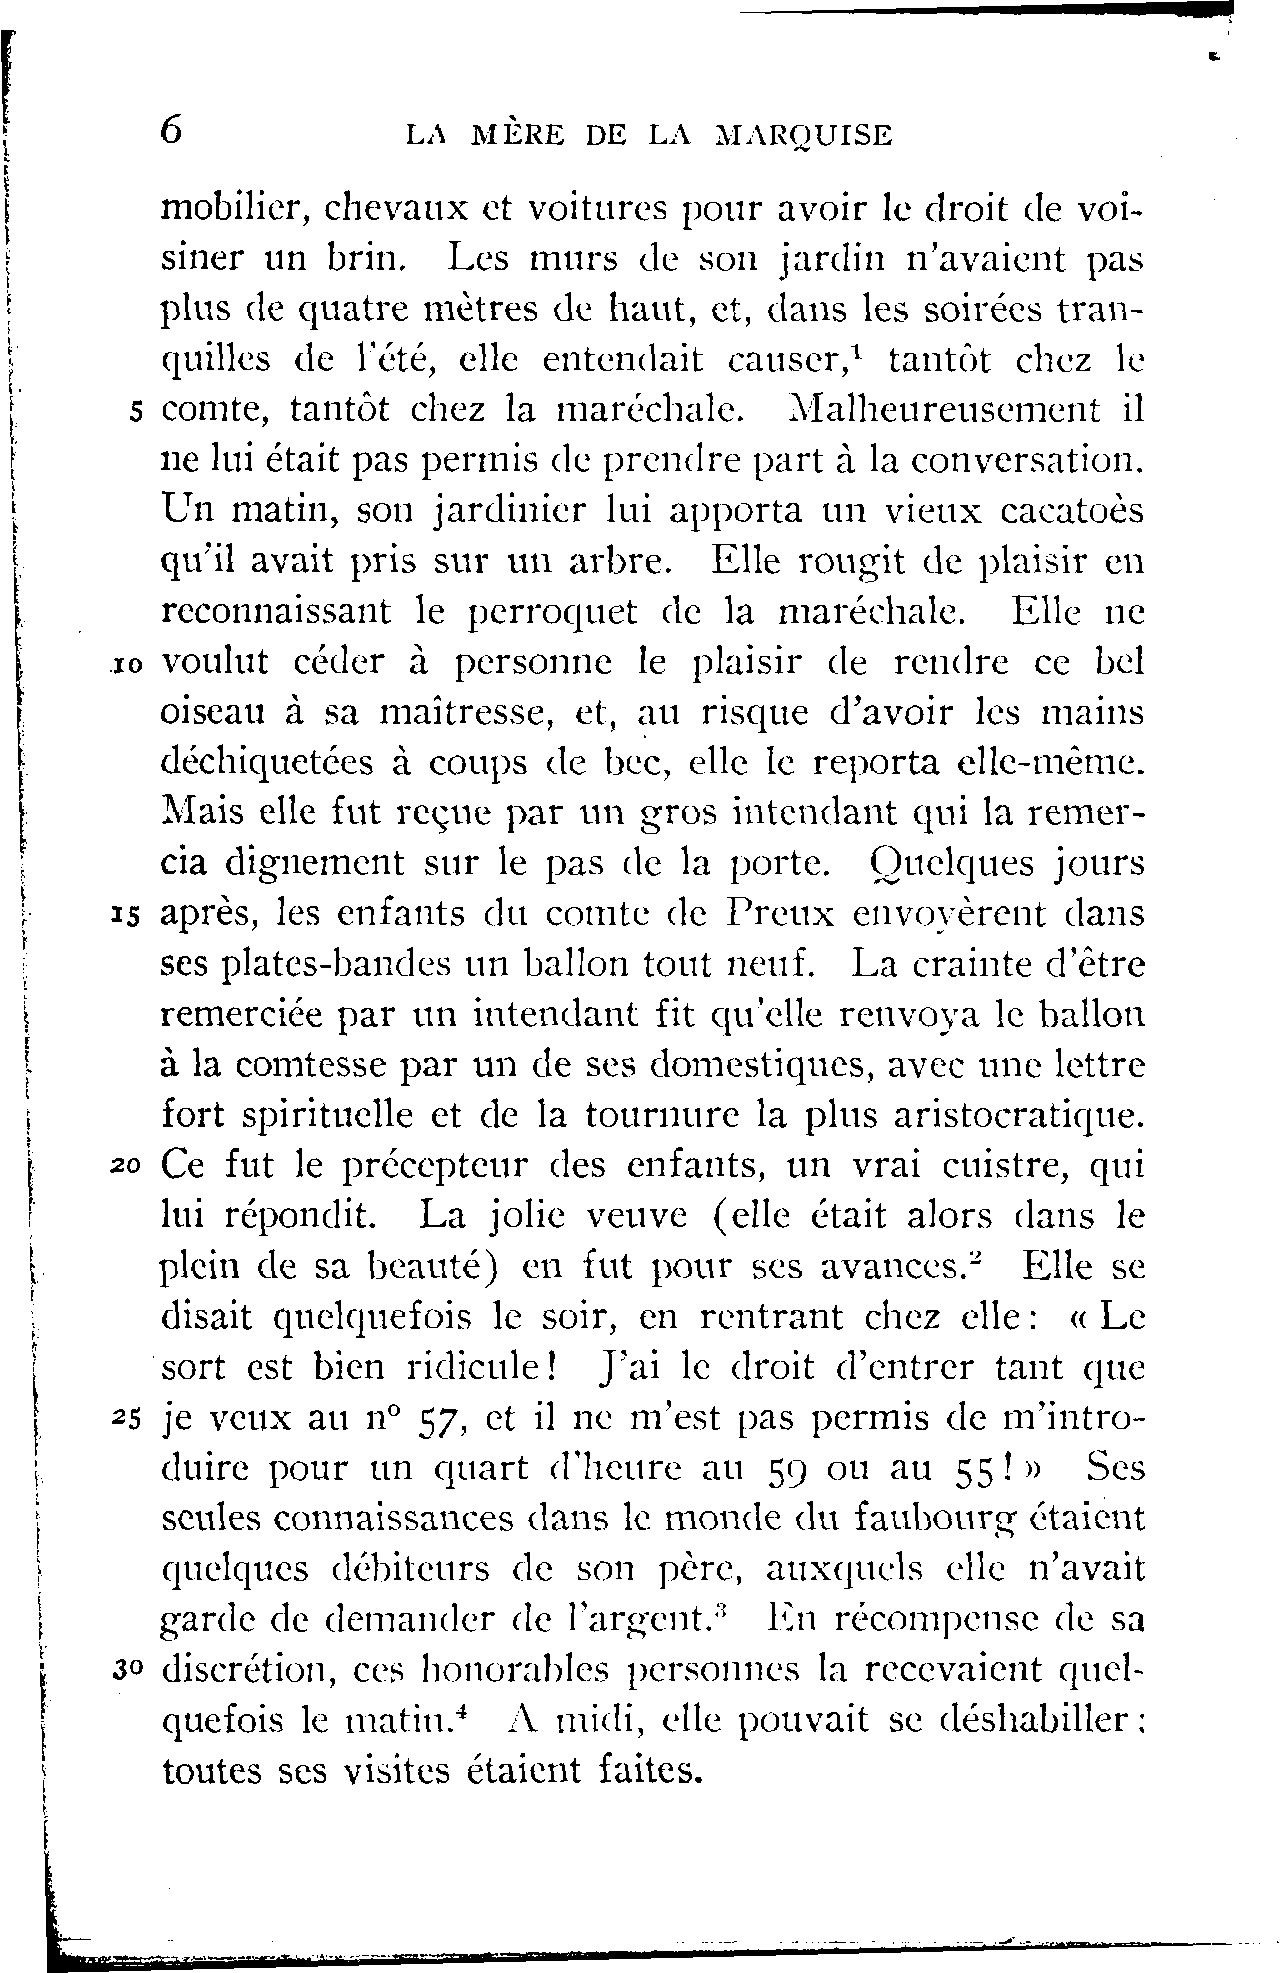 6 LA MÈRE DE LA MARQUISE
mobilier, chevaux et voitures pour avoir le droit de voi-
siner un brin. Les murs de son jardin n'avaient pas
plus de quatre mètres de haut, et, dans les soirées tran-
quilles de l'été, elle entendait causer,¹ tantôt chez le
5 comte, tantôt chez la maréchale. Malheureusement il
ne lui était pas permis de prendre part à la conversation.
Un matin, son jardinier lui apporta un vieux cacatoès
qu'il avait pris sur un arbre. Elle rougit de plaisir en
reconnaissant le perroquet de la maréchale. Elle ne
10 voulut céder à personne le plaisir de rendre ce bel
oiseau à sa maîtresse, et, au risque d'avoir les mains
déchiquetées à coups de bec, elle le reporta elle-même.
Mais elle fut reçue par un gros intendant qui la remer-
cia dignement sur le pas de la porte. Quelques jours
15 après, les enfants du comte de Preux envoyèrent dans
ses plates-bandes un ballon tout neuf. La crainte d'être
remerciée par un intendant fit qu'elle renvoya le ballon
à la comtesse par un de ses domestiques, avec une lettre
fort spirituelle et de la tournure la plus aristocratique.
20 Ce fut le précepteur des enfants, un vrai cuistre, qui
lui répondit. La jolie veuve (elle était alors dans le
plein de sa beauté) en fut pour ses avances.² Elle se
disait quelquefois le soir, en rentrant chez elle: « Le
sort est bien ridicule! J'ai le droit d'entrer tant que
25 je veux au nº 57, et il ne m'est pas permis de m'intro-
duire pour un quart d'heure au 59 ou au 55! » Ses
seules connaissances dans le monde du faubourg étaient
quelques débiteurs de son père, auxquels elle n'avait
garde de demander de l'argent.³ En récompense de sa
30 discrétion, ces honorables personnes la recevaient quel-
quefois le matin.⁴ A midi, elle pouvait se déshabiller:
toutes ses visites étaient faites.